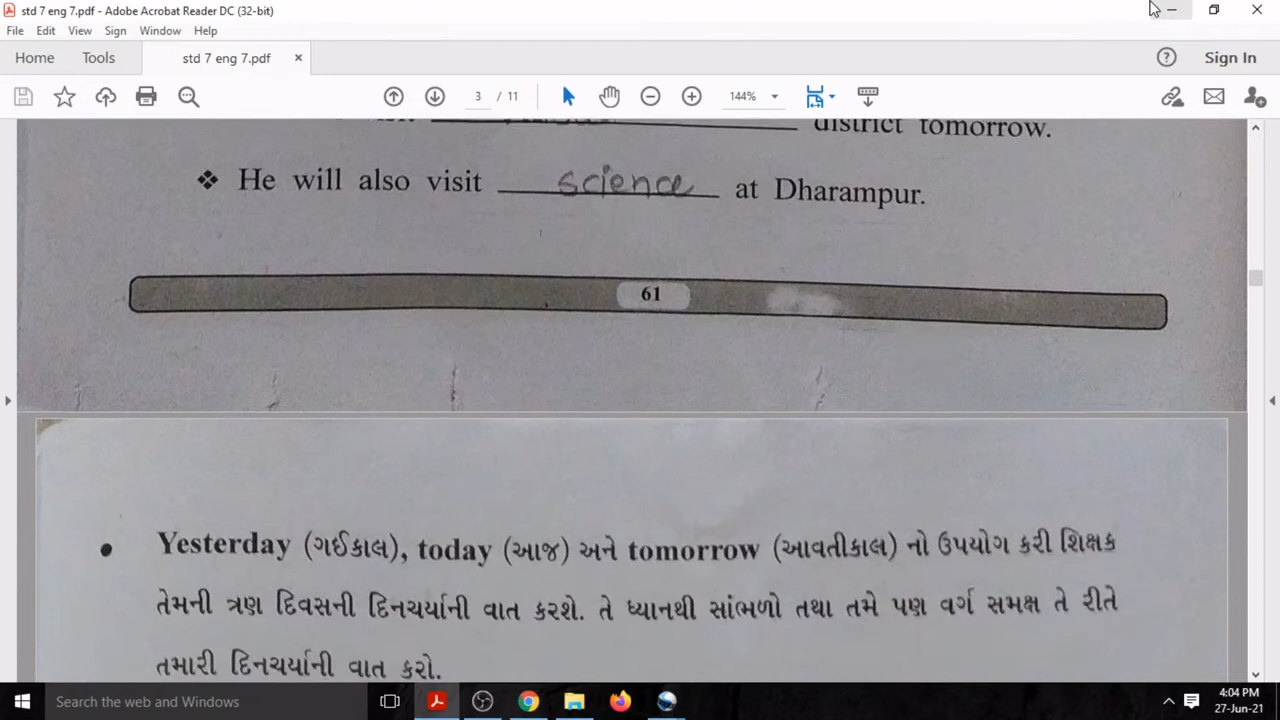 std 7 eng 7.pdf - Adobe Acrobat Reader DC (32-bit)
File Edit View Sign Window Help
Home Tools std 7 eng 7.pdf × Sign In
3 / 11 144%
district tomorrow.
❖ He will also visit science at Dharampur.
61
• Yesterday (ગઈકાલ), today (આજ) અને tomorrow (આવતીકાલ) નો ઉપયોગ કરી શિક્ષક
તેમની ત્રણ દિવસની દિનચર્યાની વાત કરશે. તે ધ્યાનથી સાંભળો તથા તમે પણ વર્ગ સમક્ષ તે રીતે
તમારી દિનચર્યાની વાત કરો.
Search the web and Windows
4:04 PM
27-Jun-21